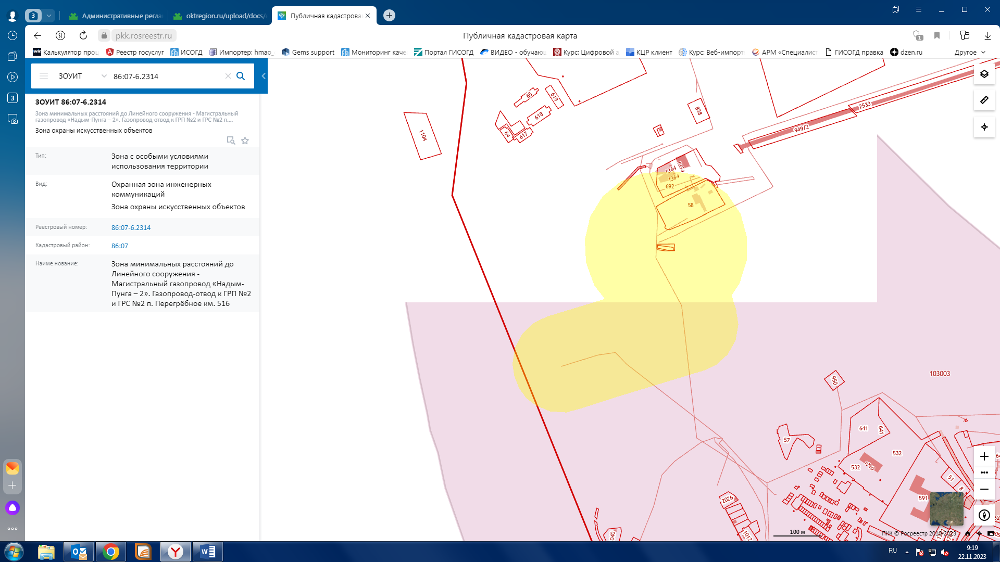 3
Административные регла
oktregion.ru/upload/docs/
Публичная кадастрова
pkk.rosreestr.ru
Публичная кадастровая карта
1
Калькулятор про
Реестр госуслуг
ИСОГД
Импортер: hmao_
Gems support
Мониторинг каче
Портал ГИСОГД
ВИДЕО - обучаю
Курс: Цифровой а
КЦР клиент
Курс: Веб-импорт
АРМ «Специалист
ГИСОГД правка
dzen.ru
Другое
3
ЗОУИТ
86:07-6.2314
ЗОУИТ 86:07-6.2314
Зона минимальных расстояний до Линейного сооружения - Магистральный
газопровод «Надым-Пунга – 2». Газопровод-отвод к ГРП №2 и ГРС №2 п....
Зона охраны искусственных объектов
Тип:
Зона с особыми условиями
использования территории
Вид:
Охранная зона инженерных
коммуникаций
Зона охраны искусственных объектов
Реестровый номер:
86:07-6.2314
Кадастровый район:
86:07
Наиме нование:
Зона минимальных расстояний до
Линейного сооружения -
Магистральный газопровод «Надым-
Пунга – 2». Газопровод-отвод к ГРП №2
и ГРС №2 п. Перегрёбное км. 516
65
619
618
64
617
1104
838
2533
949/2
1364
1354
1364
692
58
950
103003
57
641
641
532
532
1710
51
8
591
2026
1012
040
100 м
ПКК © Росреестр 2010-2023
RU
9:19
22.11.2023